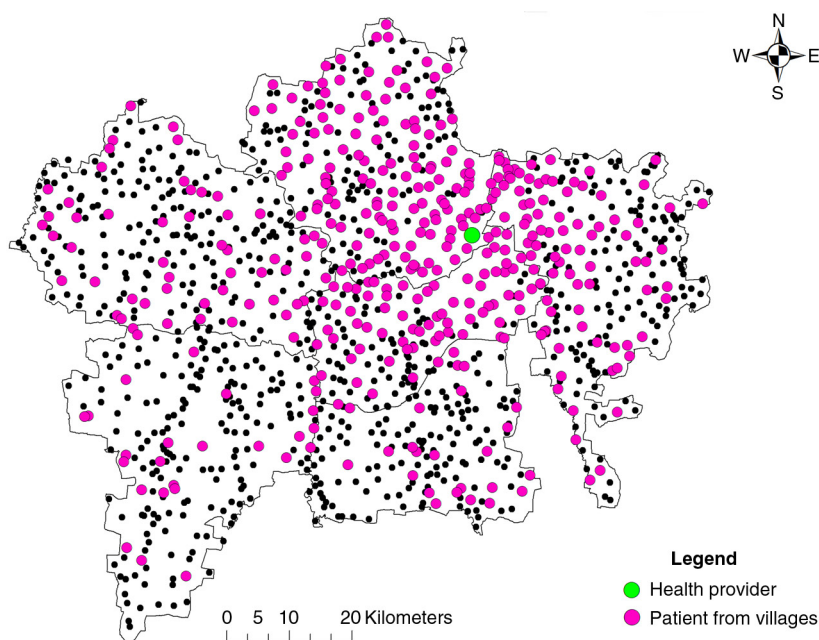 N
W E
S
Legend
Health provider
Patient from villages
0 5 10 20 Kilometers